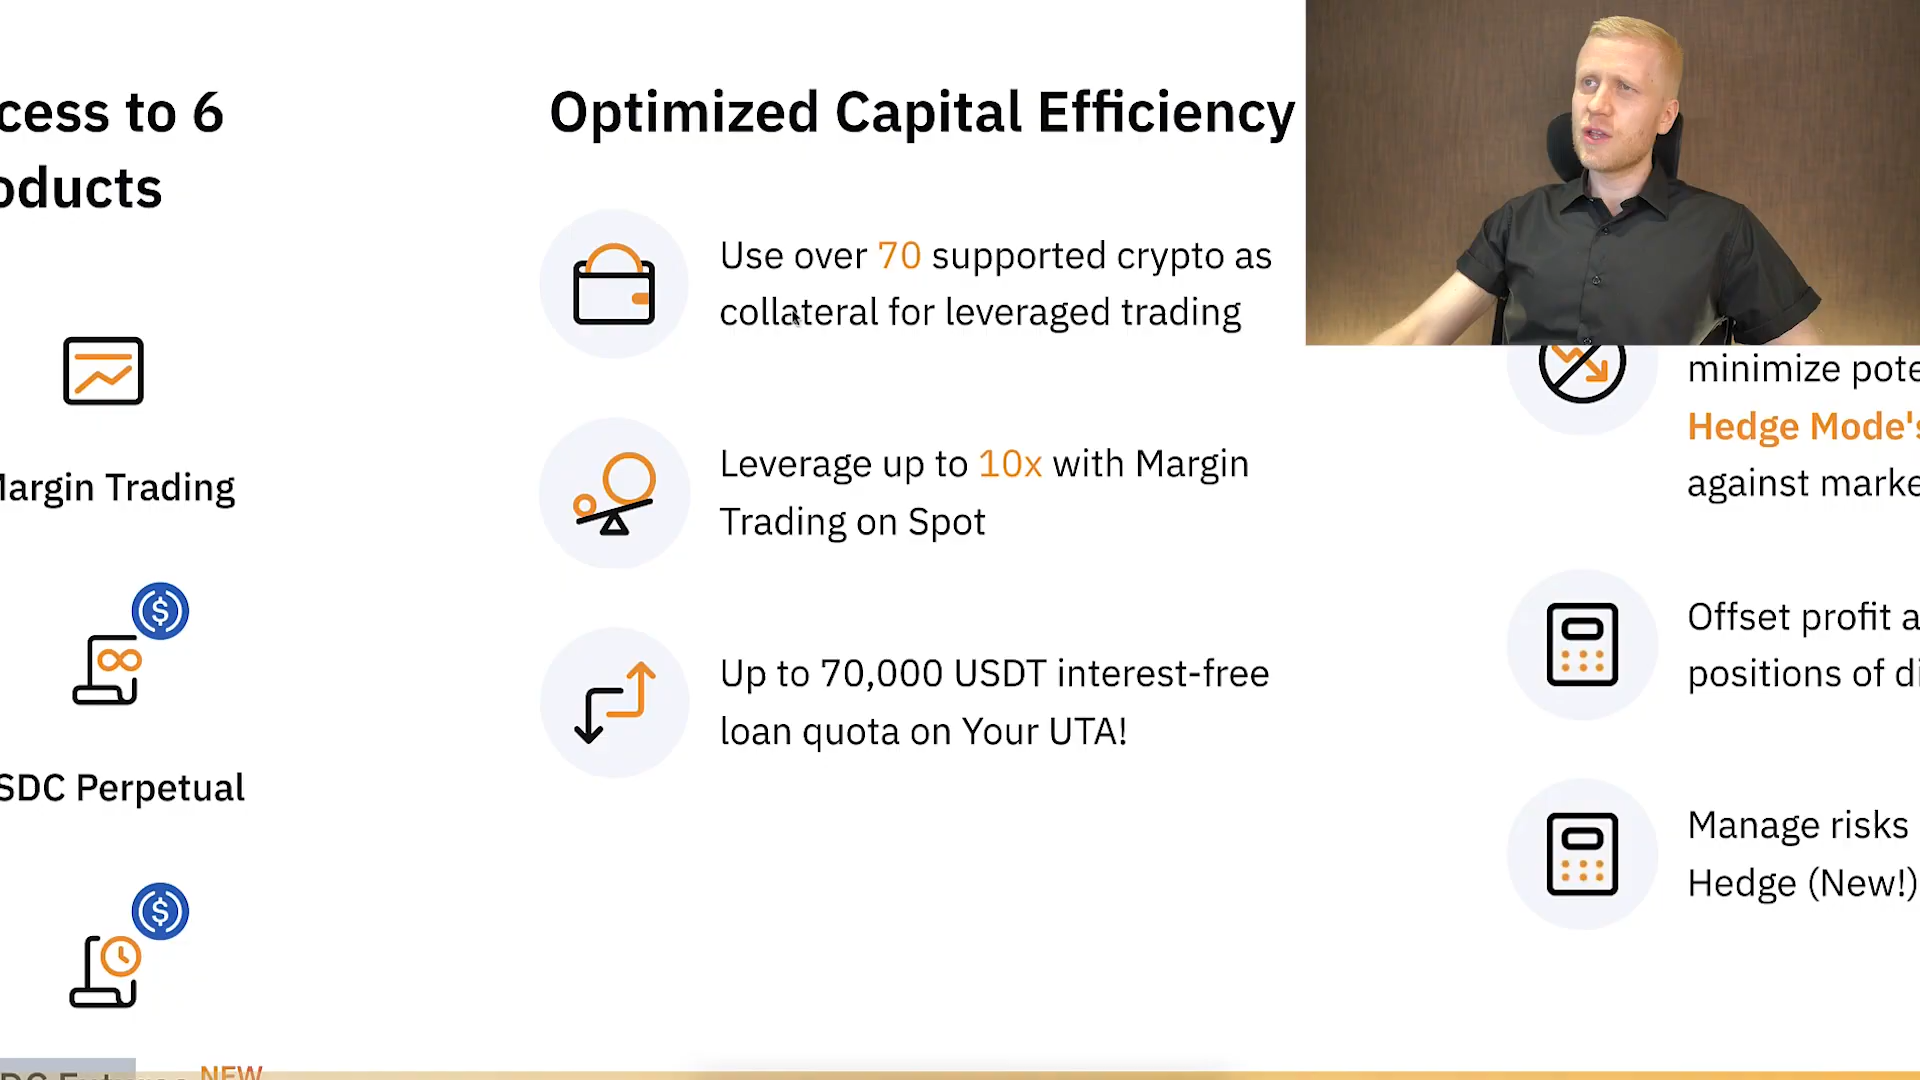 cess to 6
oducts
Margin Trading
SDC Perpetual
NEW
Optimized Capital Efficiency
Use over 70 supported crypto as
collateral for leveraged trading
Leverage up to 10x with Margin
Trading on Spot
Up to 70,000 USDT interest-free
loan quota on Your UTA!
minimize pote
Hedge Mode's
against marke
Offset profit a
positions of di
Manage risks
Hedge (New!)